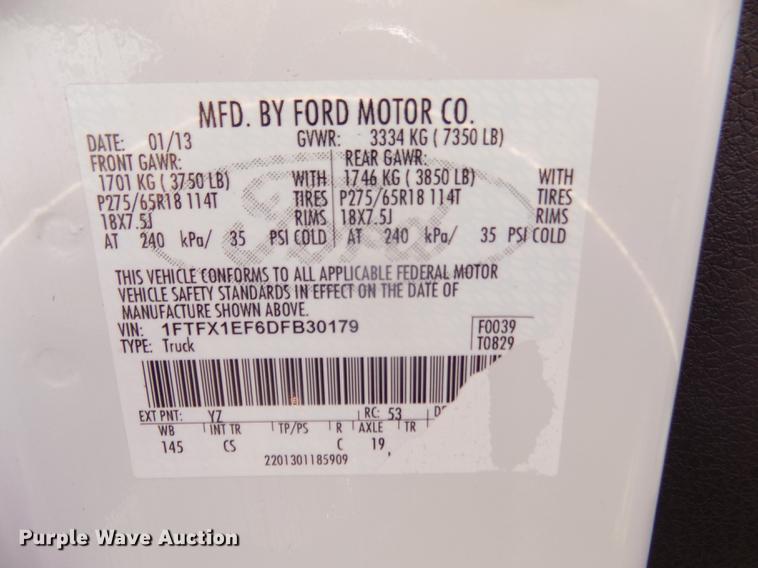 MFD. BY FORD MOTOR CO.
DATE: 01/13 GVWR: 3334 KG ( 7350 LB)
FRONT GAWR: REAR GAWR:
1701 KG ( 3750 LB) WITH 1746 KG ( 3850 LB) WITH
P275/65R18 114T TIRES P275/65R18 114T TIRES
18X7.5J RIMS 18X7.5J RIMS
AT 240 kPa/ 35 PSI COLD AT 240 kPa/ 35 PSI COLD
Ford
THIS VEHICLE CONFORMS TO ALL APPLICABLE FEDERAL MOTOR
VEHICLE SAFETY STANDARDS IN EFFECT ON THE DATE OF
MANUFACTURE SHOWN ABOVE.
VIN: 1FTFX1EF6DFB30179 F0039
TYPE: Truck T0829
EXT PNT: YZ RC: 53
WB INT TR TP/PS R AXLE TR
145 CS C 19
2201301185909
Purple Wave Auction